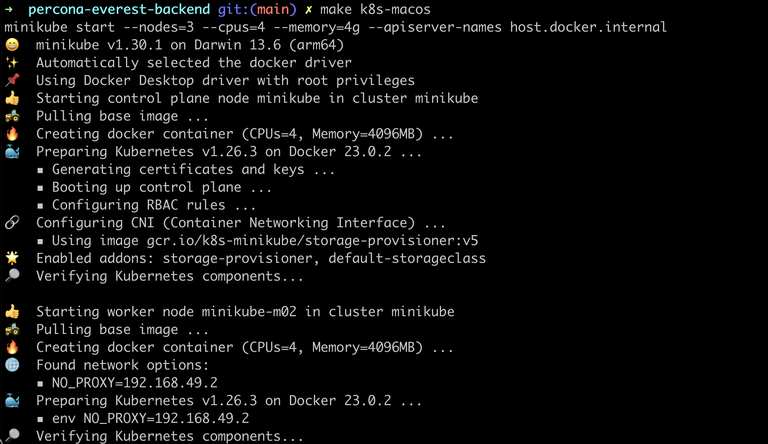 ➜  percona-everest-backend git:(main) ✗ make k8s-macos
minikube start --nodes=3 --cpus=4 --memory=4g --apiserver-names host.docker.internal
😄  minikube v1.30.1 on Darwin 13.6 (arm64)
✨  Automatically selected the docker driver
📌  Using Docker Desktop driver with root privileges
👍  Starting control plane node minikube in cluster minikube
🚜  Pulling base image ...
🔥  Creating docker container (CPUs=4, Memory=4096MB) ...
🐳  Preparing Kubernetes v1.26.3 on Docker 23.0.2 ...
    ▪ Generating certificates and keys ...
    ▪ Booting up control plane ...
    ▪ Configuring RBAC rules ...
🔗  Configuring CNI (Container Networking Interface) ...
    ▪ Using image gcr.io/k8s-minikube/storage-provisioner:v5
🌟  Enabled addons: storage-provisioner, default-storageclass
🔎  Verifying Kubernetes components...
👍  Starting worker node minikube-m02 in cluster minikube
🚜  Pulling base image ...
🔥  Creating docker container (CPUs=4, Memory=4096MB) ...
🌐  Found network options:
    ▪ NO_PROXY=192.168.49.2
🐳  Preparing Kubernetes v1.26.3 on Docker 23.0.2 ...
    ▪ env NO_PROXY=192.168.49.2
🔎  Verifying Kubernetes components...